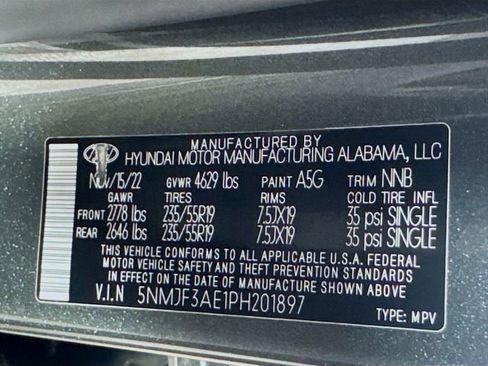 MANUFACTURED BY
HYUNDAI MOTOR MANUFACTURING ALABAMA, LLC
NOV/15/22 GVWR 4629 lbs PAINT A5G TRIM NNB
GAWR TIRES RIMS COLD TIRE INFL
FRONT 2778 lbs 235/55R19 7.5JX19 35 psi SINGLE
REAR 2646 lbs 235/55R19 7.5JX19 35 psi SINGLE
THIS VEHICLE CONFORMS TO ALL APPLICABLE U.S.A. FEDERAL
MOTOR VEHICLE SAFETY AND THEFT PREVENTION STANDARDS
IN EFFECT ON THE DATE OF MANUFACTURE SHOWN ABOVE
V.I.N 5NMJF3AE1PH201897
TYPE: MPV